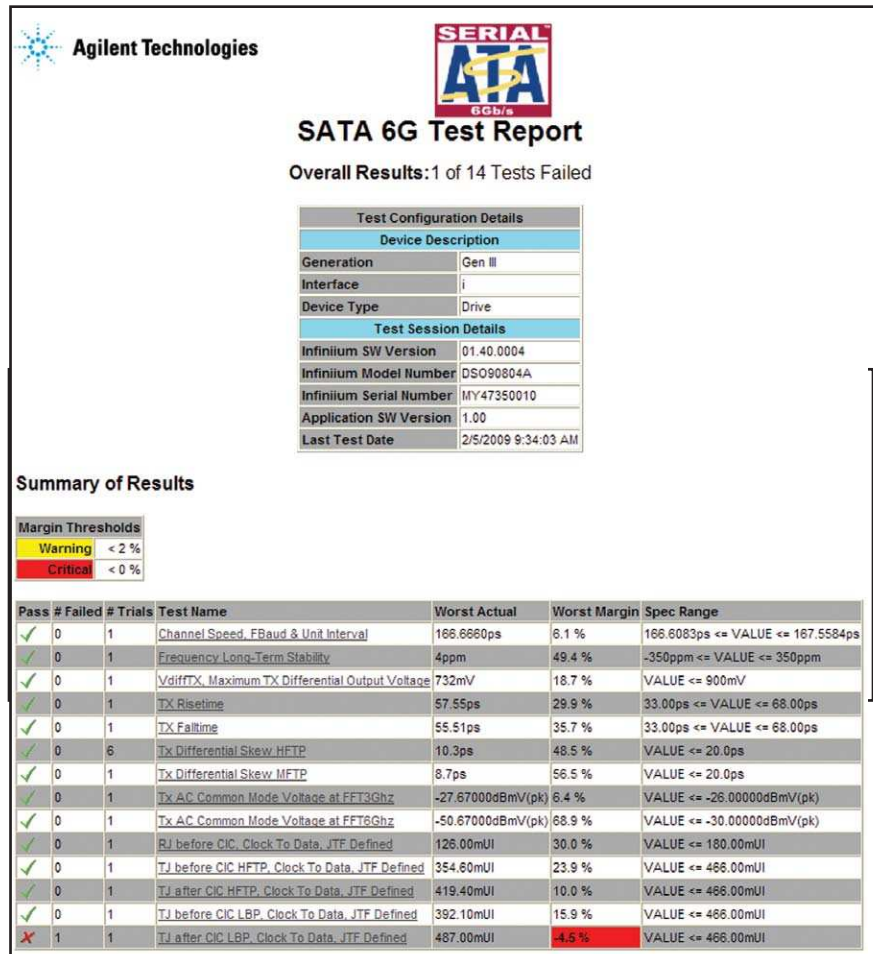 Agilent Technologies
SERIAL
ATA
6Gb/s
SATA 6G Test Report
Overall Results:1 of 14 Tests Failed
Test Configuration Details
Device Description
Generation Gen III
Interface i
Device Type Drive
Test Session Details
Infiniium SW Version 01.40.0004
Infiniium Model Number DSO90804A
Infiniium Serial Number MY47350010
Application SW Version 1.00
Last Test Date 2/5/2009 9:34:03 AM
Summary of Results
Margin Thresholds
Warning < 2 %
Critical < 0 %
Pass # Failed # Trials Test Name Worst Actual Worst Margin Spec Range
0 1 Channel Speed, FBaud & Unit Interval 166.6660ps 6.1 % 166.6083ps <= VALUE <= 167.5584ps
0 1 Frequency Long-Term Stability 4ppm 49.4 % -350ppm <= VALUE <= 350ppm
0 1 VdiffTX, Maximum TX Differential Output Voltage 732mV 18.7 % VALUE <= 900mV
0 1 TX Risetime 57.55ps 29.9 % 33.00ps <= VALUE <= 68.00ps
0 1 TX Falltime 55.51ps 35.7 % 33.00ps <= VALUE <= 68.00ps
0 6 Tx Differential Skew HFTP 10.3ps 48.5 % VALUE <= 20.0ps
0 1 Tx Differential Skew MFTP 8.7ps 56.5 % VALUE <= 20.0ps
0 1 Tx AC Common Mode Voltage at FFT3Ghz -27.67000dBmV(pk) 6.4 % VALUE <= -26.00000dBmV(pk)
0 1 Tx AC Common Mode Voltage at FFT6Ghz -50.67000dBmV(pk) 68.9 % VALUE <= -30.00000dBmV(pk)
0 1 RJ before CIC, Clock To Data, JTF Defined 126.00mUI 30.0 % VALUE <= 180.00mUI
0 1 TJ before CIC HFTP, Clock To Data, JTF Defined 354.60mUI 23.9 % VALUE <= 466.00mUI
0 1 TJ after CIC HFTP, Clock To Data, JTF Defined 419.40mUI 10.0 % VALUE <= 466.00mUI
0 1 TJ before CIC LBP, Clock To Data, JTF Defined 392.10mUI 15.9 % VALUE <= 466.00mUI
1 1 TJ after CIC LBP, Clock To Data, JTF Defined 487.00mUI -4.5 % VALUE <= 466.00mUI